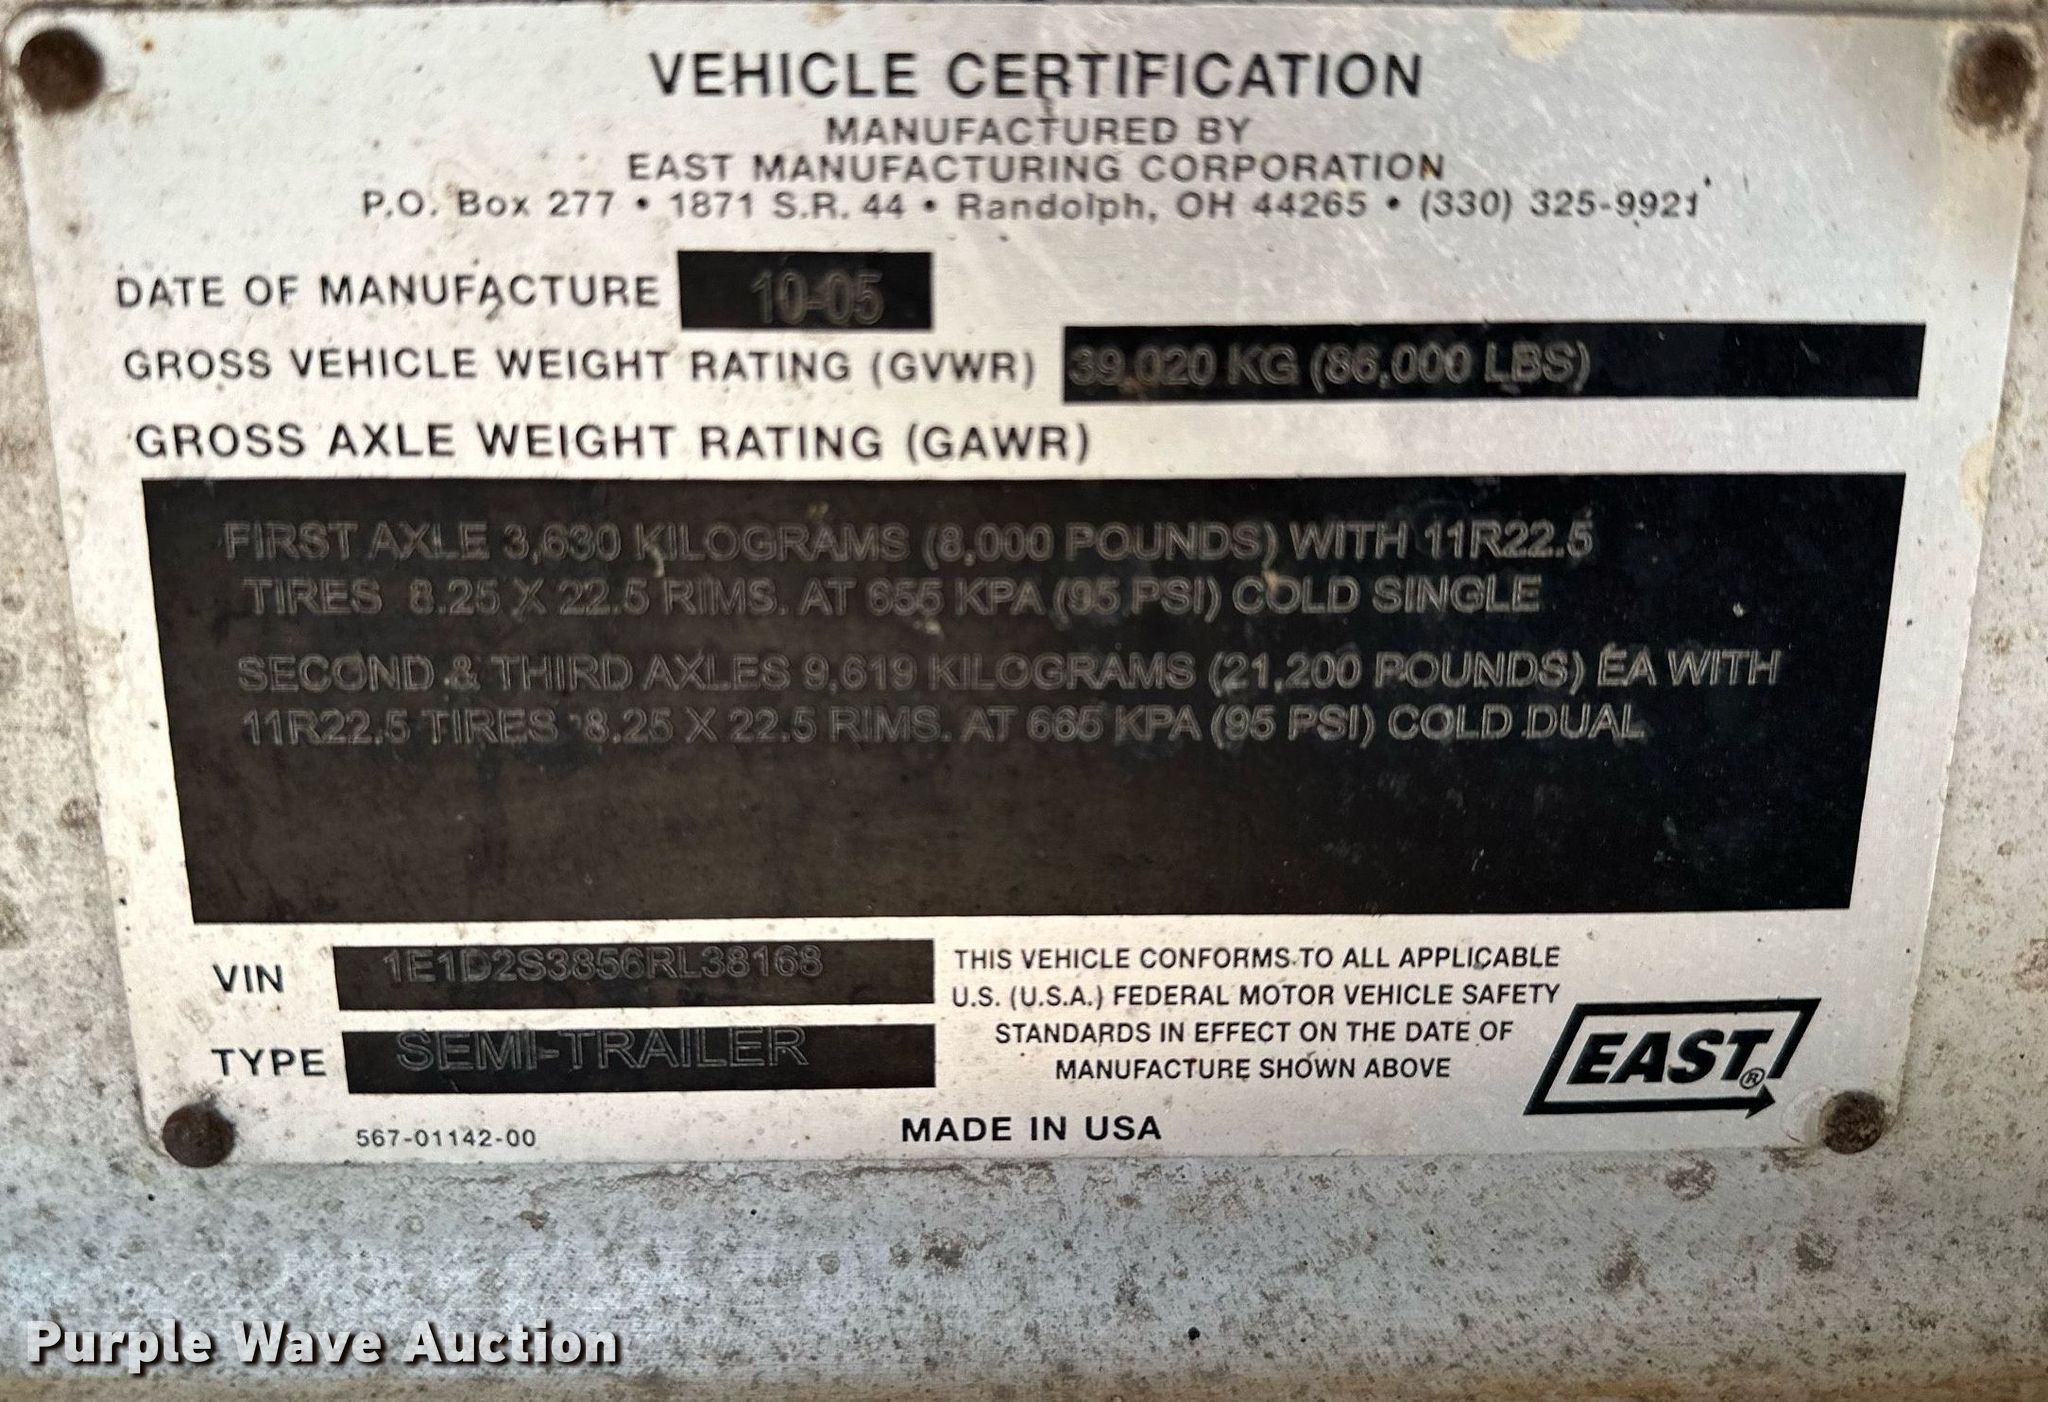 VEHICLE CERTIFICATION
MANUFACTURED BY
EAST MANUFACTURING CORPORATION
P.O. Box 277 • 1871 S.R. 44 • Randolph, OH 44265 • (330) 325-9921
DATE OF MANUFACTURE 10-05
GROSS VEHICLE WEIGHT RATING (GVWR) 39,020 KG (86,000 LBS)
GROSS AXLE WEIGHT RATING (GAWR)
FIRST AXLE 3,630 KILOGRAMS (8,000 POUNDS) WITH 11R22.5
TIRES 8.25 X 22.5 RIMS. AT 655 KPA (95 PSI) COLD SINGLE
SECOND & THIRD AXLES 9,619 KILOGRAMS (21,200 POUNDS) EA WITH
11R22.5 TIRES 8.25 X 22.5 RIMS. AT 665 KPA (95 PSI) COLD DUAL
VIN 1E1D2S3856RL38168
TYPE SEMI-TRAILER
THIS VEHICLE CONFORMS TO ALL APPLICABLE
U.S. (U.S.A.) FEDERAL MOTOR VEHICLE SAFETY
STANDARDS IN EFFECT ON THE DATE OF
MANUFACTURE SHOWN ABOVE
EAST®
567-01142-00
MADE IN USA
Purple Wave Auction